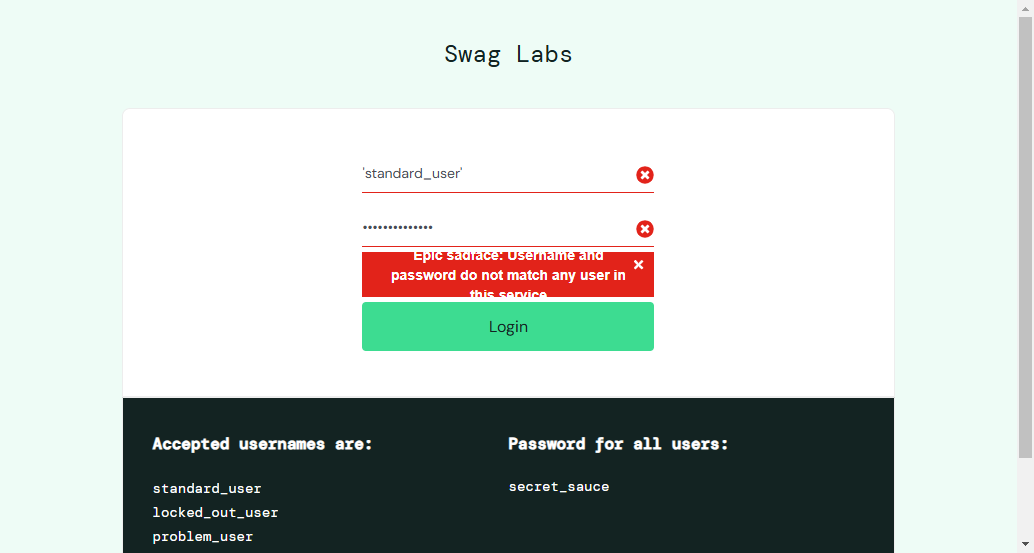 Swag Labs
'standard_user'
••••••••••••••
Epic sadface: Username and
password do not match any user in
this service
Login
Accepted usernames are:
Password for all users:
standard_user
secret_sauce
locked_out_user
problem_user